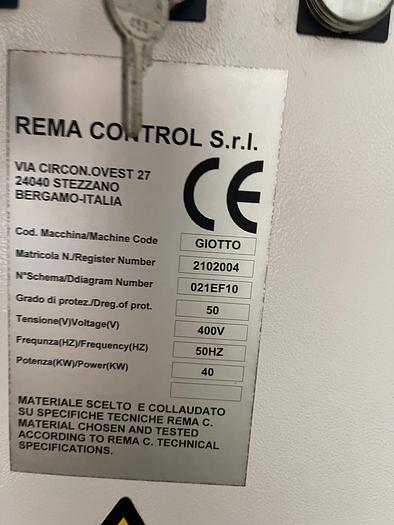 REMA CONTROL S.r.l.
VIA CIRCON.OVEST 27
24040 STEZZANO
BERGAMO-ITALIA
CE
Cod. Macchina/Machine Code GIOTTO
Matricola N./Register Number 2102004
N°Schema/Ddiagram Number 021EF10
Grado di protez./Dreg.of prot. 50
Tensione(V)Voltage(V) 400V
Frequnza(HZ)/Frequency(HZ) 50HZ
Potenza(KW)/Power(KW) 40
MATERIALE SCELTO E COLLAUDATO
SU SPECIFICHE TECNICHE REMA C.
MATERIAL CHOSEN AND TESTED
ACCORDING TO REMA C. TECHNICAL
SPECIFICATIONS.